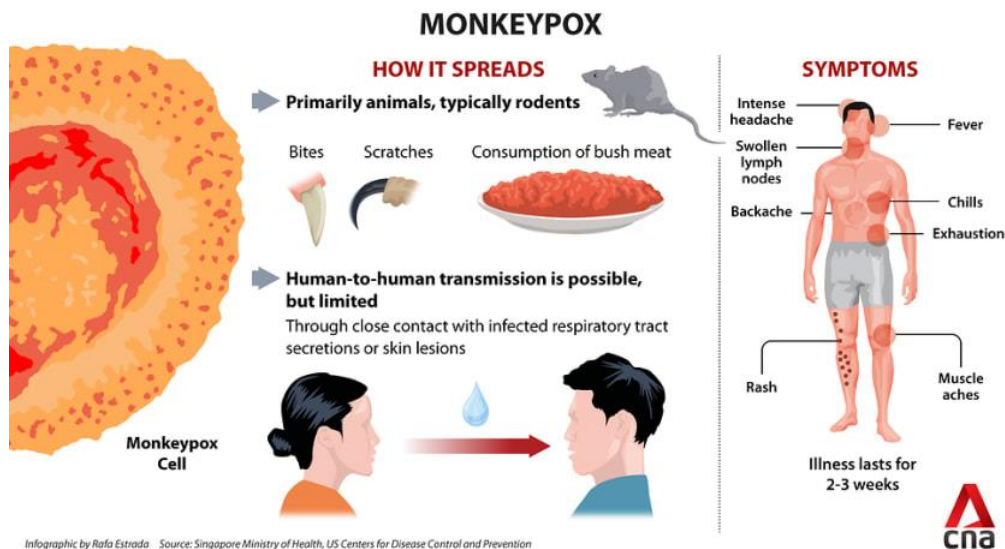 MONKEYPOX
HOW IT SPREADS
Primarily animals, typically rodents
Bites
Scratches
Consumption of bush meat
Human-to-human transmission is possible,
but limited
Through close contact with infected respiratory tract
secretions or skin lesions
Monkeypox
Cell
SYMPTOMS
Intense
headache
Fever
Swollen
lymph
nodes
Chills
Backache
Exhaustion
Rash
Muscle
aches
Illness lasts for
2-3 weeks
Infographic by Rafa Estrada Source: Singapore Ministry of Health, US Centers for Disease Control and Prevention
cna